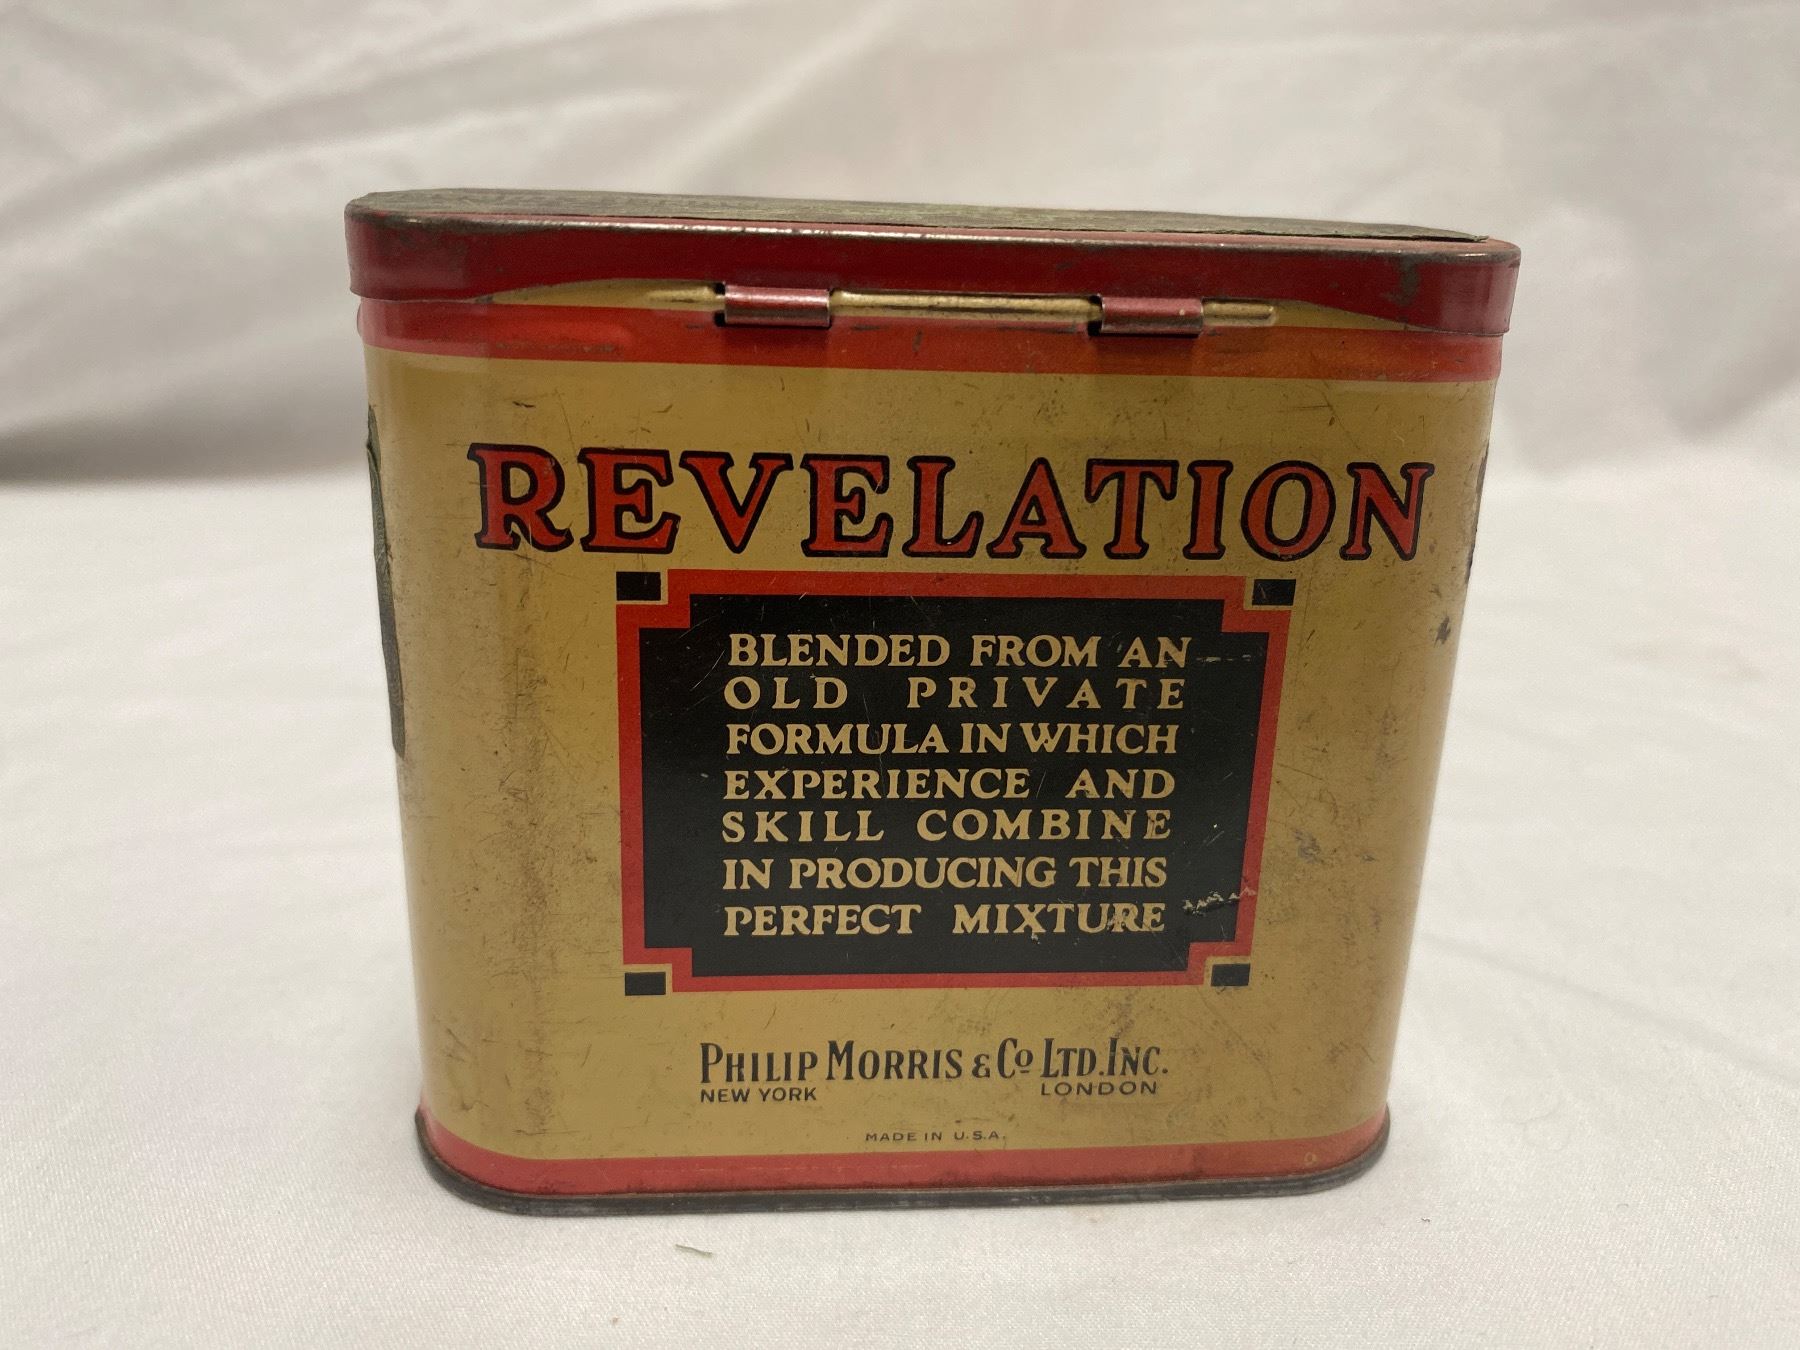 REVELATION
BLENDED FROM AN
OLD PRIVATE
FORMULA IN WHICH
EXPERIENCE AND
SKILL COMBINE
IN PRODUCING THIS
PERFECT MIXTURE
PHILIP MORRIS & Co LTD. INC.
NEW YORK LONDON
MADE IN U.S.A.